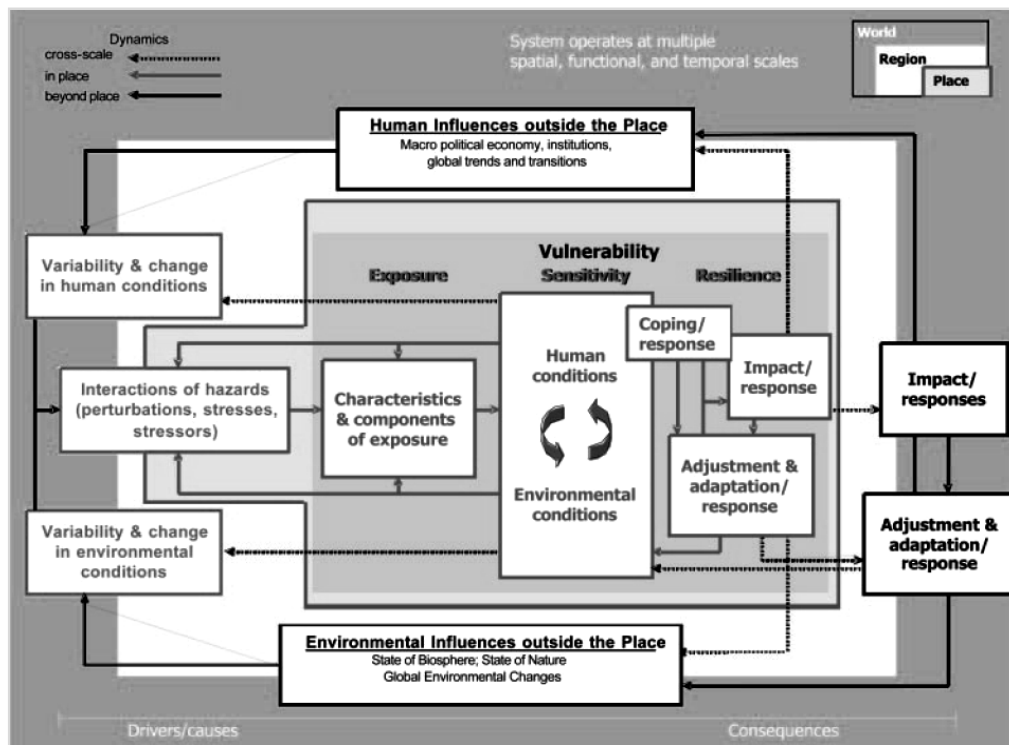 Dynamics
cross-scale
in place
beyond place
System operates at multiple
spatial, functional, and temporal scales
World
Region
Place
Human Influences outside the Place
Macro political economy, institutions,
global trends and transitions
Variability & change
in human conditions
Vulnerability
Exposure
Sensitivity
Resilience
Coping/
response
Human
conditions
Impact/
response
Impact/
responses
Interactions of hazards
(perturbations, stresses,
stressors)
Characteristics
& components
of exposure
Adjustment &
adaptation/
response
Environmental
conditions
Variability & change
in environmental
conditions
Adjustment &
adaptation/
response
Environmental Influences outside the Place
State of Biosphere; State of Nature
Global Environmental Changes
Drivers/causes
Consequences